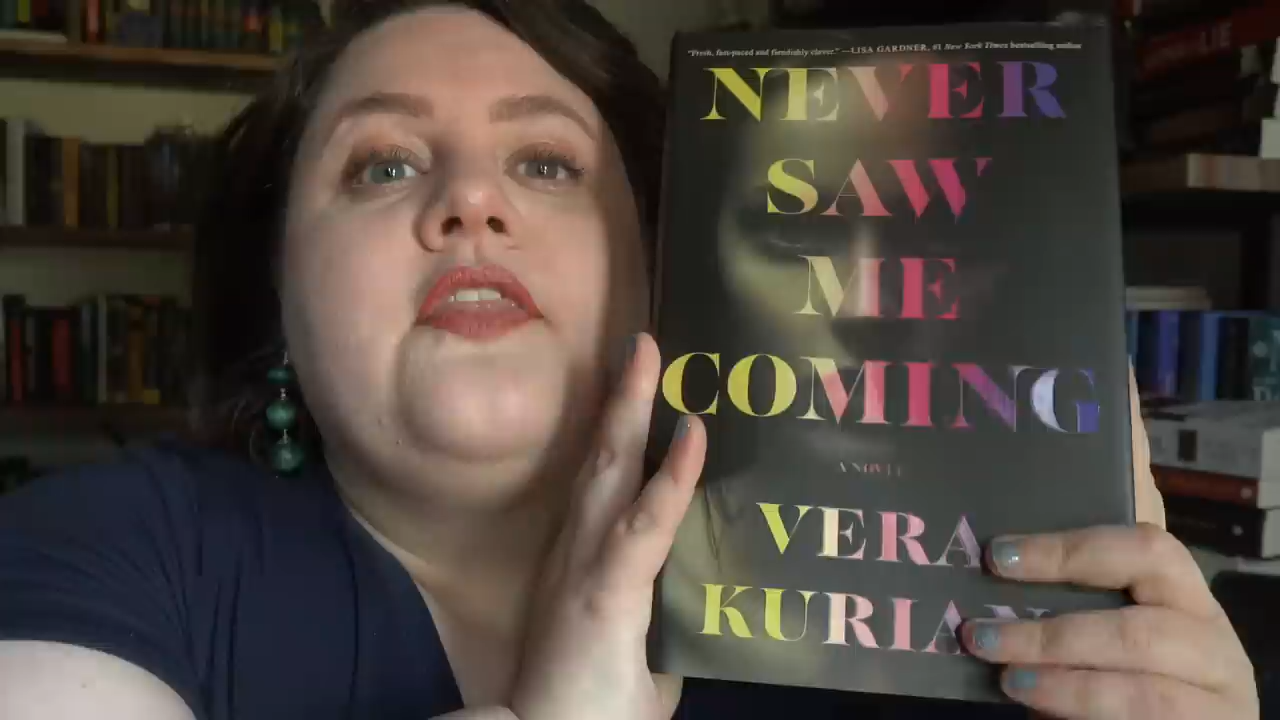 "Fresh, fast-paced and fiendishly clever." —LISA GARDNER, #1 New York Times bestselling author
NEVER
SAW
ME
COMING
A NOVEL
VERA
KURIAN
LIE